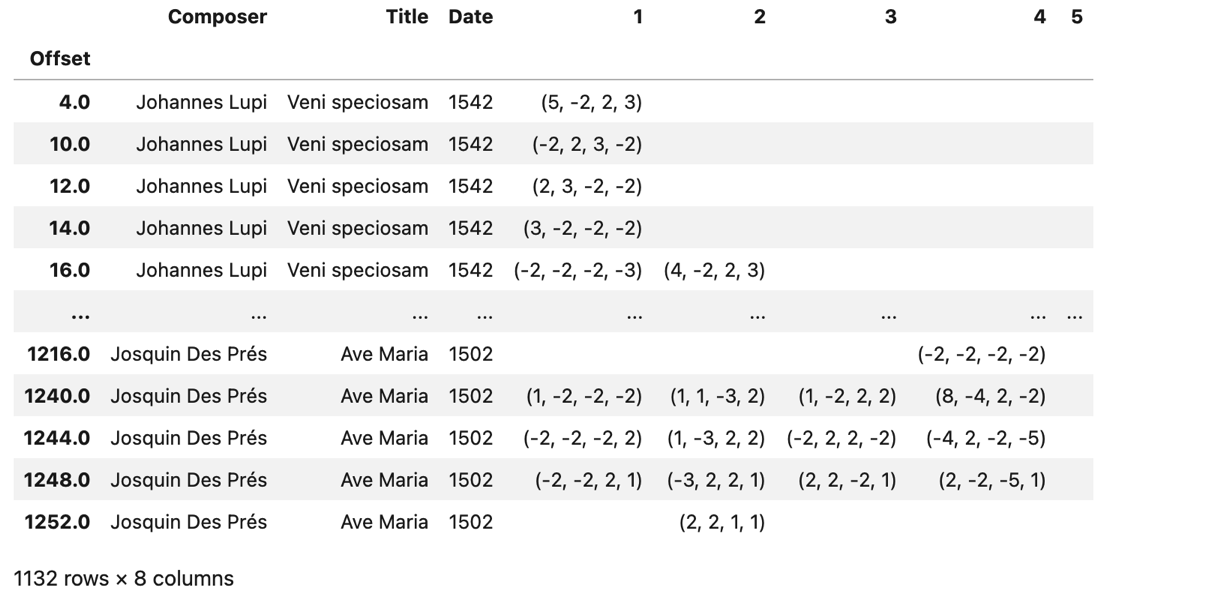 Composer Title Date 1 2 3 4 5
Offset
4.0 Johannes Lupi Veni speciosam 1542 (5, -2, 2, 3)
10.0 Johannes Lupi Veni speciosam 1542 (-2, 2, 3, -2)
12.0 Johannes Lupi Veni speciosam 1542 (2, 3, -2, -2)
14.0 Johannes Lupi Veni speciosam 1542 (3, -2, -2, -2)
16.0 Johannes Lupi Veni speciosam 1542 (-2, -2, -2, -3) (4, -2, 2, 3)
... ... ... ... ... ... ... ... ...
1216.0 Josquin Des Prés Ave Maria 1502 (-2, -2, -2, -2)
1240.0 Josquin Des Prés Ave Maria 1502 (1, -2, -2, -2) (1, 1, -3, 2) (1, -2, 2, 2) (8, -4, 2, -2)
1244.0 Josquin Des Prés Ave Maria 1502 (-2, -2, -2, 2) (1, -3, 2, 2) (-2, 2, 2, -2) (-4, 2, -2, -5)
1248.0 Josquin Des Prés Ave Maria 1502 (-2, -2, 2, 1) (-3, 2, 2, 1) (2, 2, -2, 1) (2, -2, -5, 1)
1252.0 Josquin Des Prés Ave Maria 1502 (2, 2, 1, 1)
1132 rows × 8 columns